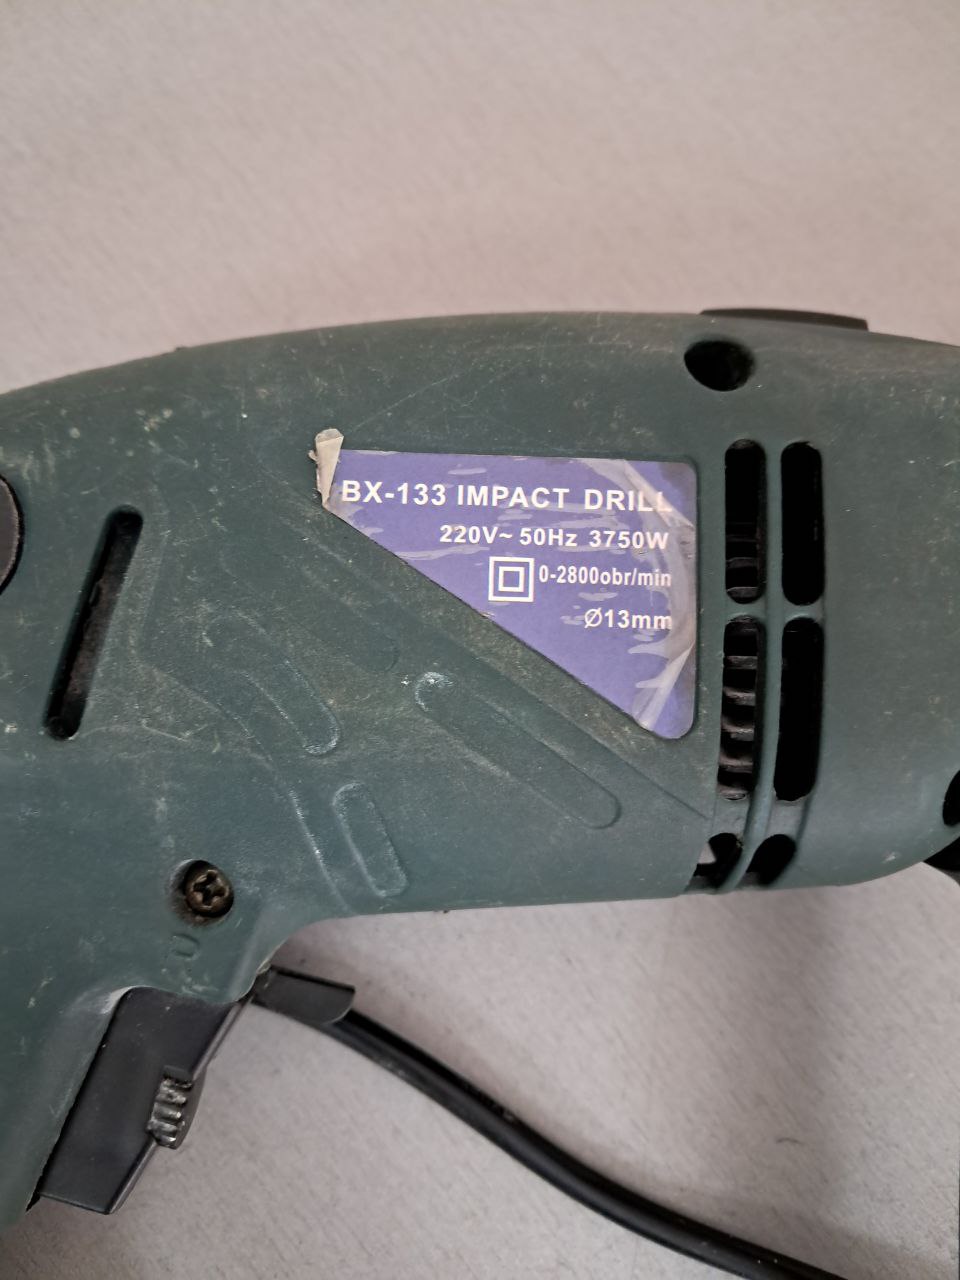 BX-133 IMPACT DRILL
220V~ 50Hz 3750W
0-2800obr/min
Ø13mm